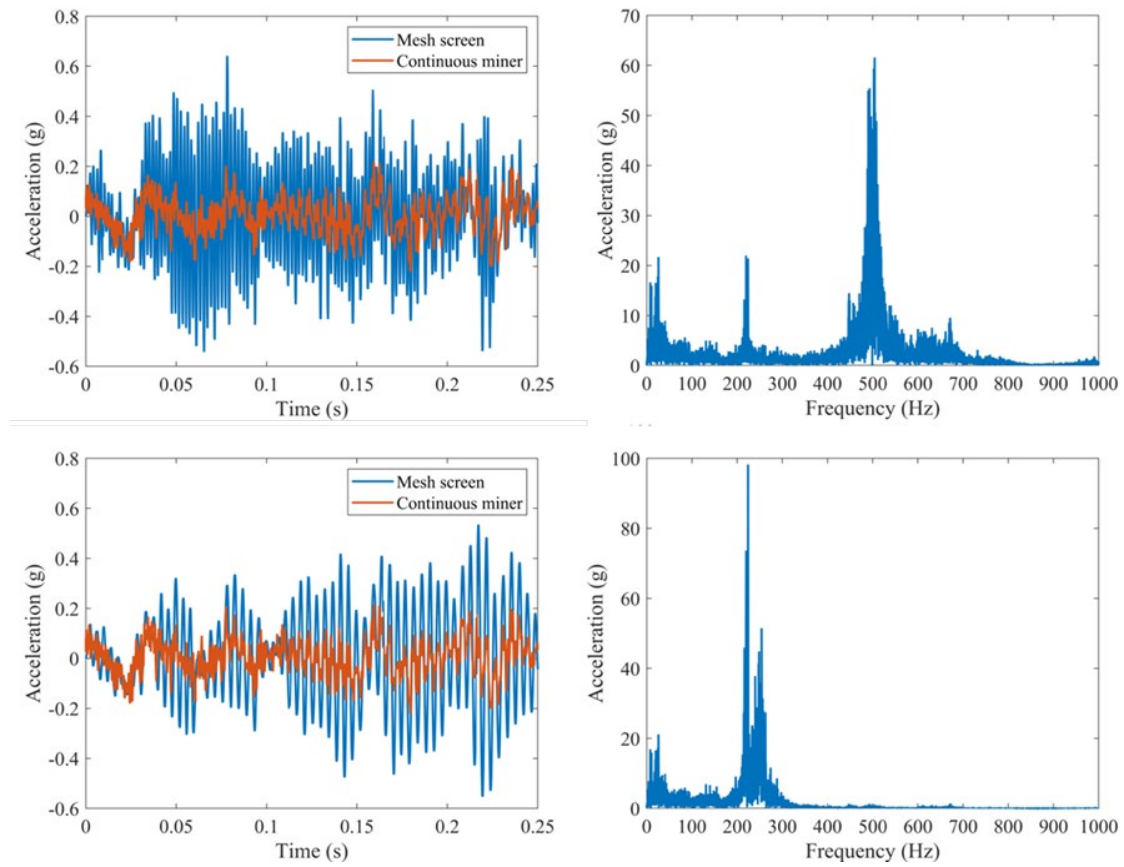 0.8
0.6
0.4
0.2
0
-0.2
-0.4
-0.6
Acceleration (g)
Mesh screen
Continuous miner
0 0.05 0.1 0.15 0.2 0.25
Time (s)
70
60
50
40
30
20
10
0
Acceleration (g)
0 100 200 300 400 500 600 700 800 900 1000
Frequency (Hz)
0.8
0.6
0.4
0.2
0
-0.2
-0.4
-0.6
Acceleration (g)
Mesh screen
Continuous miner
0 0.05 0.1 0.15 0.2 0.25
Time (s)
100
80
60
40
20
0
Acceleration (g)
0 100 200 300 400 500 600 700 800 900 1000
Frequency (Hz)